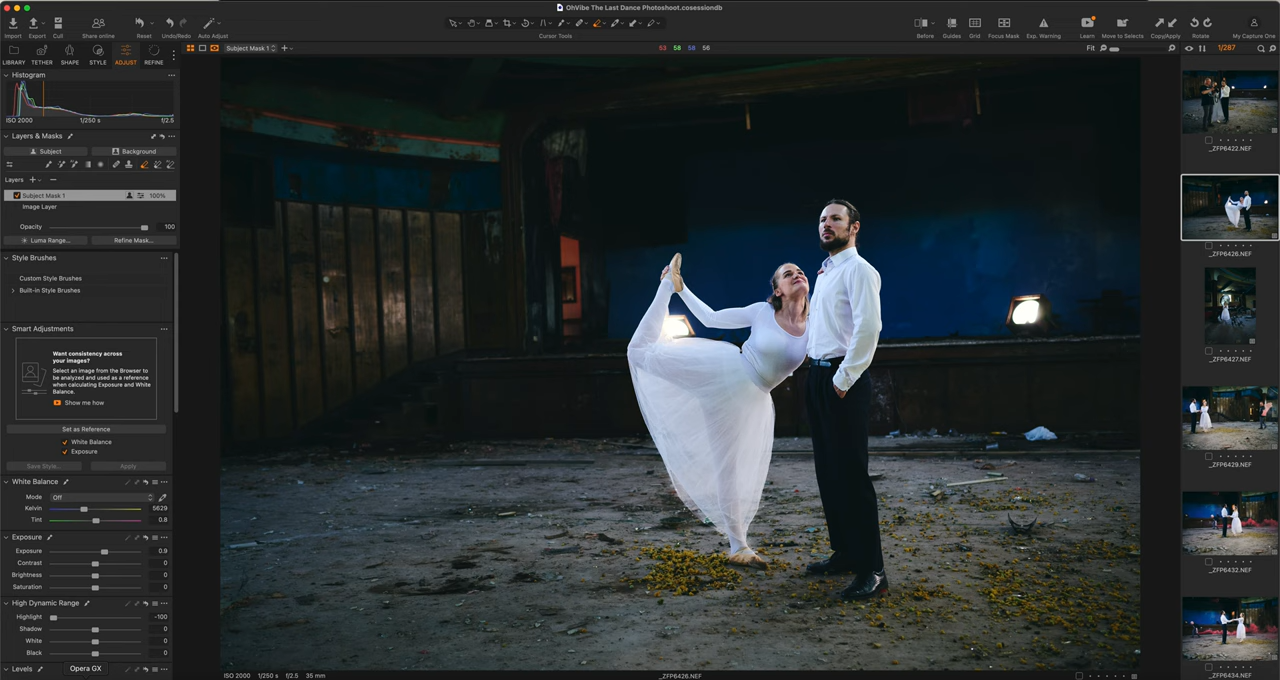 OhVibe The Last Dance Photoshoot.cosessiondb
Import Export Cull Share online Reset Undo/Redo Auto Adjust Cursor Tools Before Guides Grid Focus Mask Exp. Warning Learn Move to Selects Copy/Apply Rotate My Capture One
LIBRARY TETHER SHAPE STYLE ADJUST REFINE
Subject Mask 1
53 58 58 56
Fit
1/287
Histogram
ISO 2000 1/250 s f/2.5
Layers & Masks
Subject Background
Layers
Subject Mask 1 100%
Image Layer
Opacity 100
Luma Range... Refine Mask...
Style Brushes
Custom Style Brushes
Built-in Style Brushes
Smart Adjustments
Want consistency across
your images?
Select an image from the Browser to
be analyzed and used as a reference
when calculating Exposure and White
Balance.
Show me how
Set as Reference
White Balance
Exposure
Save Style... Apply
White Balance
Mode Off
Kelvin 5629
Tint 0.8
Exposure
Exposure 0.9
Contrast 0
Brightness 0
Saturation 0
High Dynamic Range
Highlight -100
Shadow 0
White 0
Black 0
Levels
Opera GX
ISO 2000 1/250 s f/2.5 35 mm
_ZFP6426.NEF
_ZFP6422.NEF
_ZFP6426.NEF
_ZFP6427.NEF
_ZFP6429.NEF
_ZFP6432.NEF
_ZFP6434.NEF